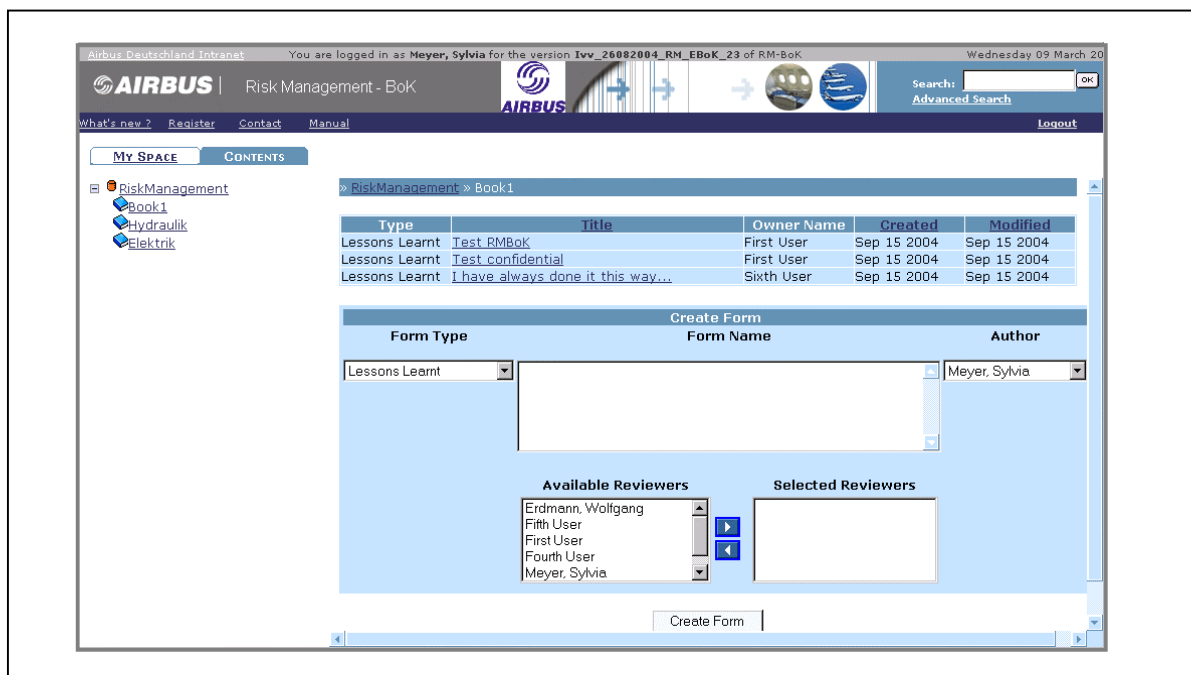 Airbus Deutschland Intranet You are logged in as Meyer, Sylvia for the version Ivv_26082004_RM_EBoK_23 of RM-BoK Wednesday 09 March 20
AIRBUS Risk Management - BoK AIRBUS Search: OK
Advanced Search
What's new ? Register Contact Manual Logout
MY SPACE CONTENTS
RiskManagement
Book1
Hydraulik
Elektrik
» RiskManagement » Book1
Type Title Owner Name Created Modified
Lessons Learnt Test RMBoK First User Sep 15 2004 Sep 15 2004
Lessons Learnt Test confidential First User Sep 15 2004 Sep 15 2004
Lessons Learnt I have always done it this way... Sixth User Sep 15 2004 Sep 15 2004
Create Form
Form Type Form Name Author
Lessons Learnt Meyer, Sylvia
Available Reviewers Selected Reviewers
Erdmann, Wolfgang
Fifth User
First User
Fourth User
Meyer, Sylvia
Create Form